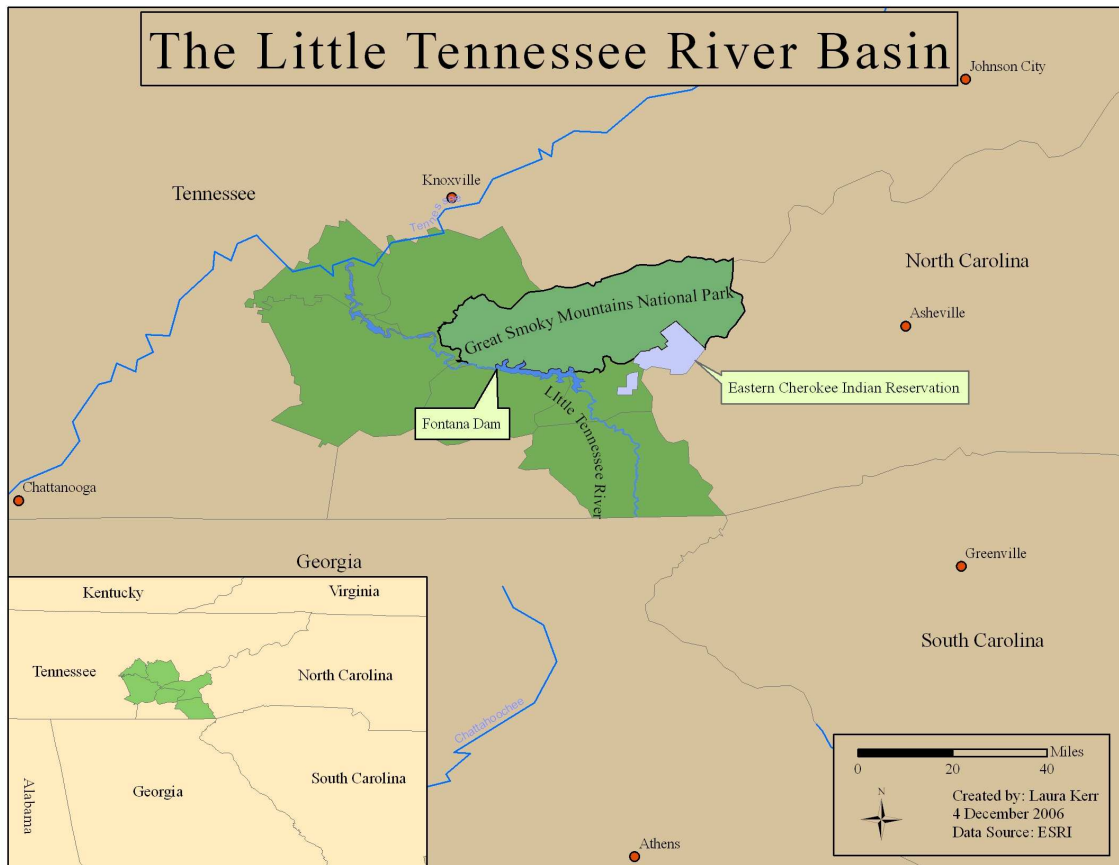 The Little Tennessee River Basin
Johnson City
Knoxville
Tennessee
Tennessee
North Carolina
Great Smoky Mountains National Park
Asheville
Eastern Cherokee Indian Reservation
Fontana Dam
LIttle Tennessee River
Chattanooga
Georgia
Greenville
South Carolina
Chattahoochee
Athens
Kentucky
Virginia
Tennessee
North Carolina
South Carolina
Georgia
Alabama
Miles
0 20 40
N
Created by: Laura Kerr
4 December 2006
Data Source: ESRI